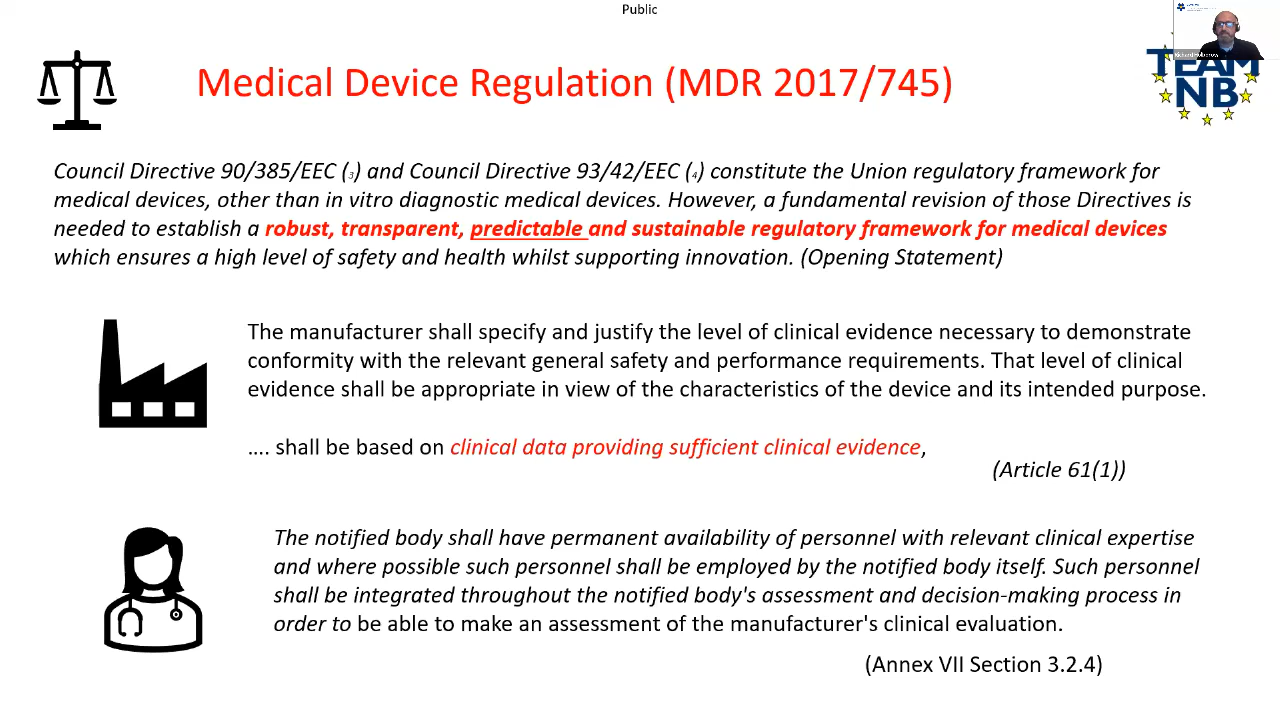 Public
Medical Device Regulation (MDR 2017/745)
TEAM
NB
Council Directive 90/385/EEC (3) and Council Directive 93/42/EEC (4) constitute the Union regulatory framework for
medical devices, other than in vitro diagnostic medical devices. However, a fundamental revision of those Directives is
needed to establish a robust, transparent, predictable and sustainable regulatory framework for medical devices
which ensures a high level of safety and health whilst supporting innovation. (Opening Statement)
The manufacturer shall specify and justify the level of clinical evidence necessary to demonstrate
conformity with the relevant general safety and performance requirements. That level of clinical
evidence shall be appropriate in view of the characteristics of the device and its intended purpose.
.... shall be based on clinical data providing sufficient clinical evidence,
(Article 61(1))
The notified body shall have permanent availability of personnel with relevant clinical expertise
and where possible such personnel shall be employed by the notified body itself. Such personnel
shall be integrated throughout the notified body's assessment and decision-making process in
order to be able to make an assessment of the manufacturer's clinical evaluation.
(Annex VII Section 3.2.4)